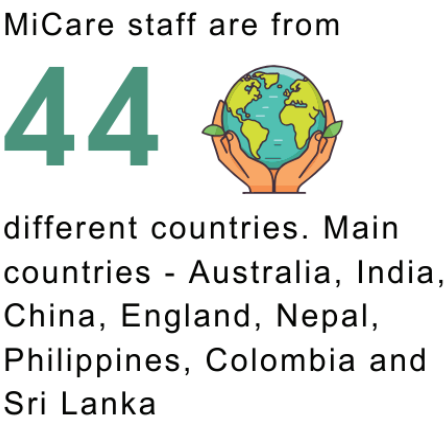 MiCare staff are from
44
different countries. Main
countries - Australia, India,
China, England, Nepal,
Philippines, Colombia and
Sri Lanka